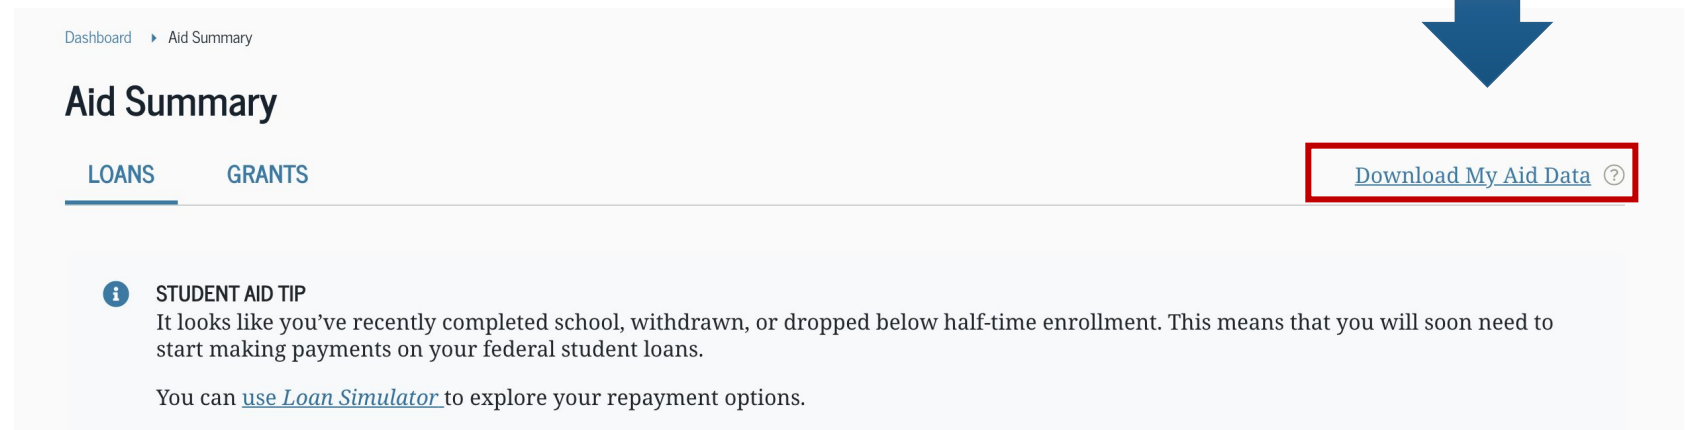 Dashboard Aid Summary
Aid Summary
LOANS GRANTS Download My Aid Data ?
STUDENT AID TIP
It looks like you’ve recently completed school, withdrawn, or dropped below half-time enrollment. This means that you will soon need to
start making payments on your federal student loans.
You can use Loan Simulator to explore your repayment options.